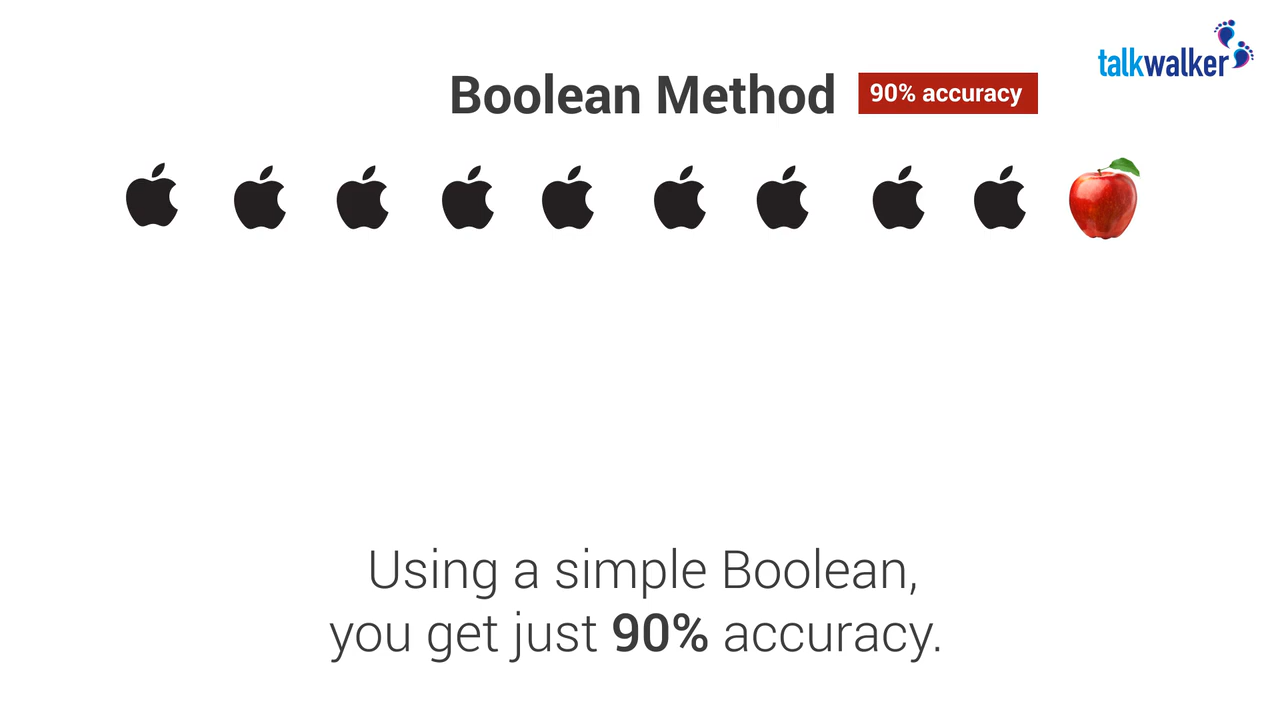 talkwalker
Boolean Method 90% accuracy
Using a simple Boolean,
you get just 90% accuracy.